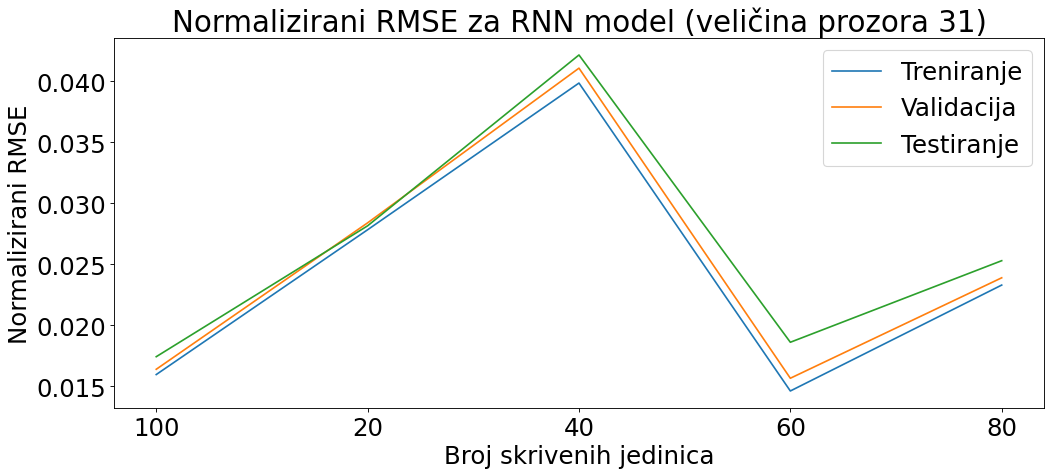 Normalizirani RMSE za RNN model (veličina prozora 31)
Treniranje
Validacija
Testiranje
Normalizirani RMSE
0.040
0.035
0.030
0.025
0.020
0.015
100 20 40 60 80
Broj skrivenih jedinica